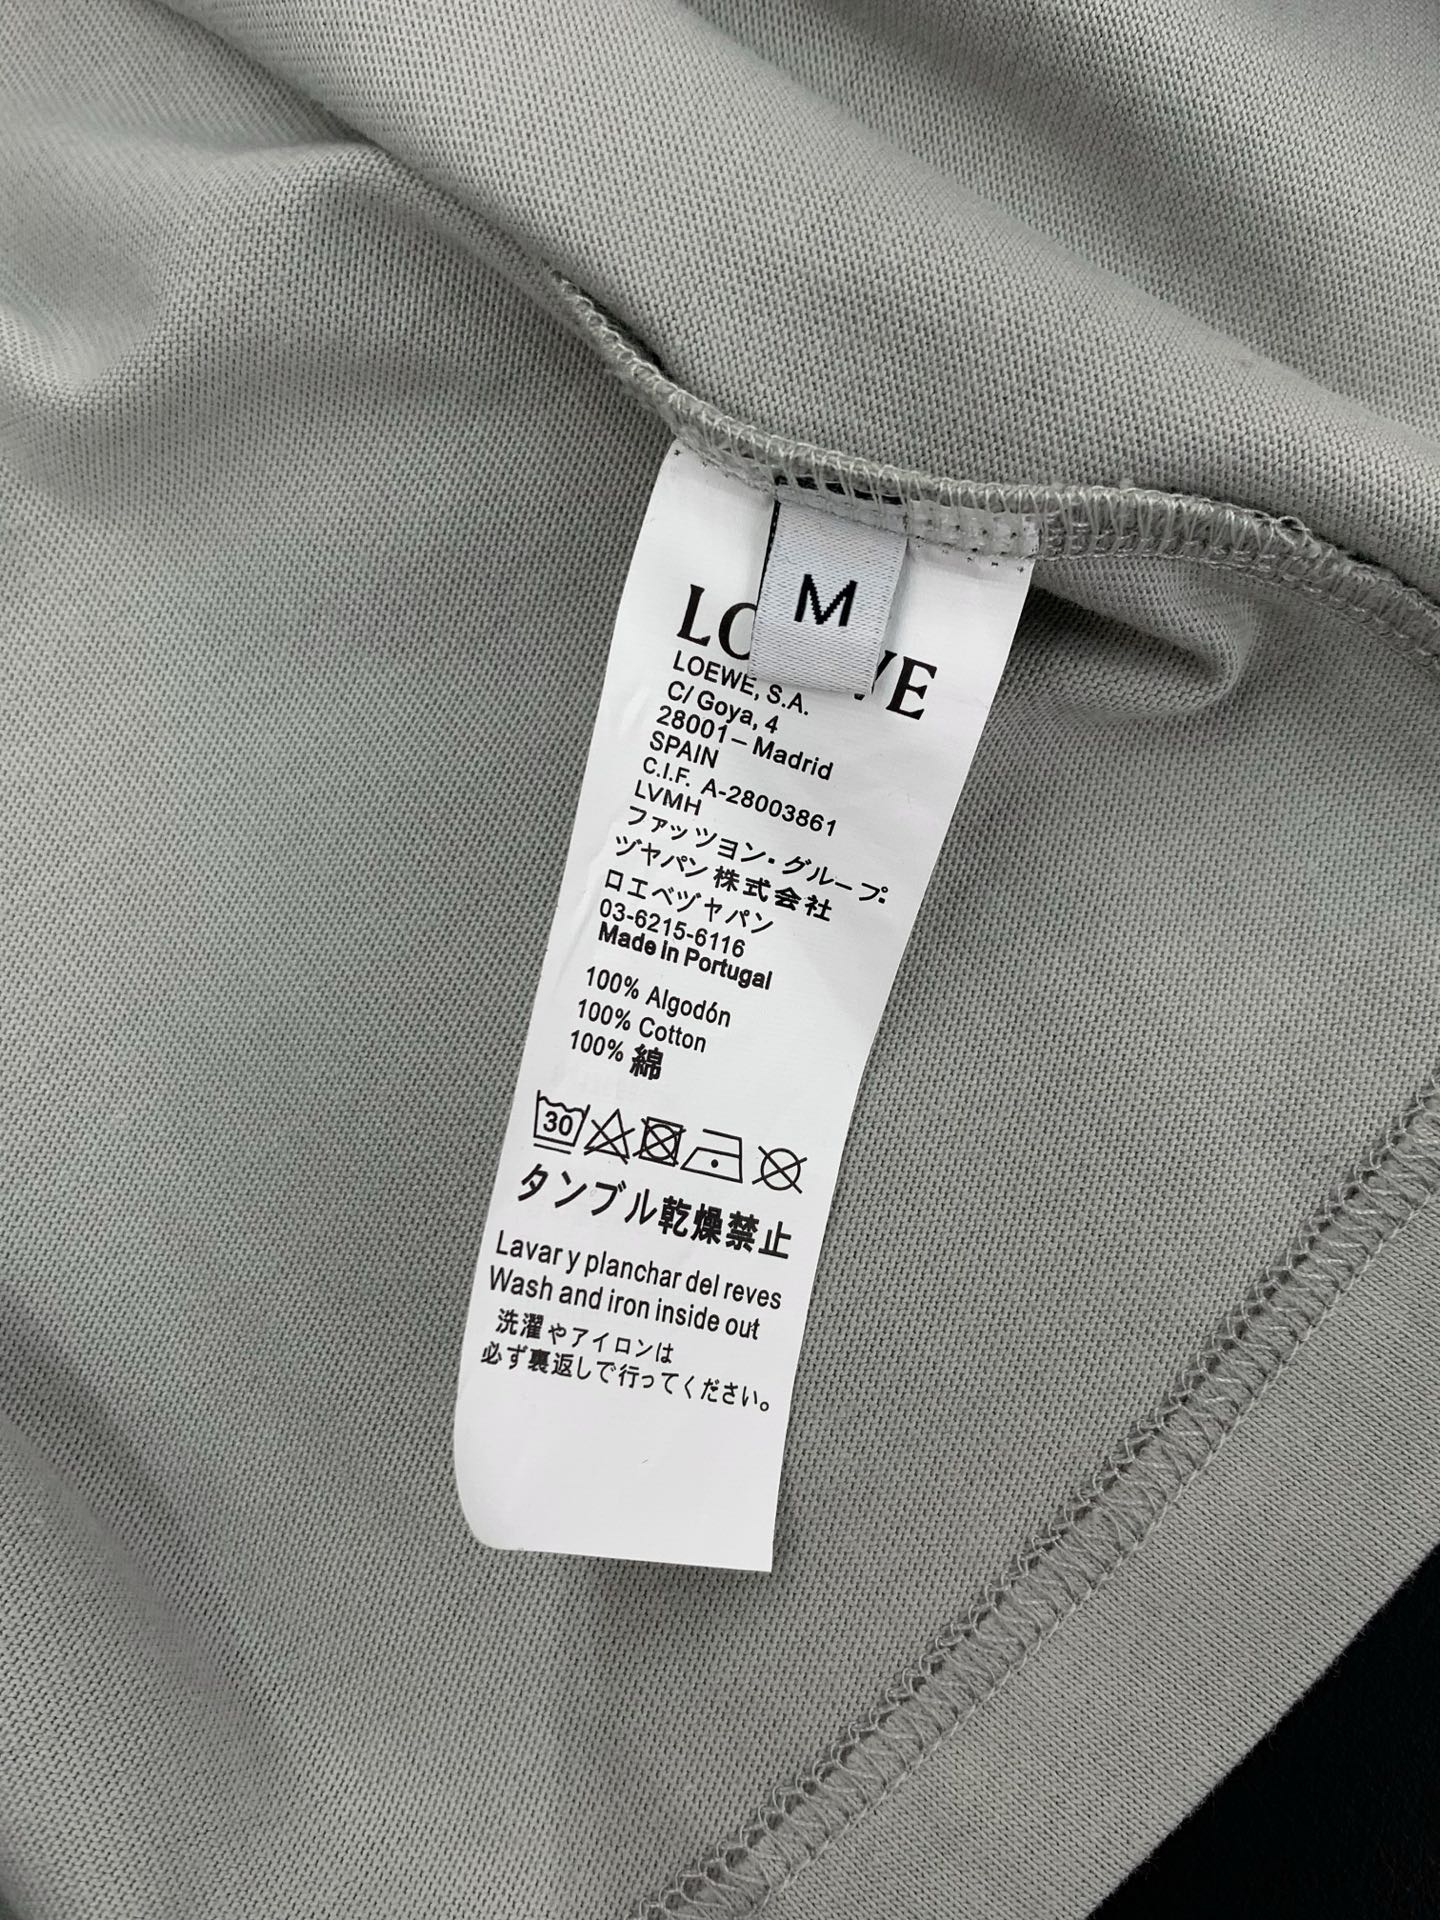 M
LOEWE
LOEWE, S.A.
C/ Goya, 4
28001 – Madrid
SPAIN
C.I.F. A-28003861
LVMH
ファッツヨン・グループ・
ヅヤパン株式会社
ロエベヅヤパン
03-6215-6116
Made in Portugal
100% Algodón
100% Cotton
100% 綿
30
タンブル乾燥禁止
Lavar y planchar del reves
Wash and iron inside out
洗濯やアイロンは
必ず裏返しで行ってください。